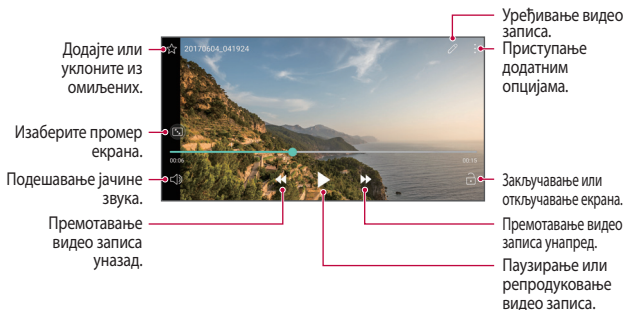 Уређивање видео
записа.
Додајте или
уклоните из
омиљених.
20170604_041924
Приступање
додатним
опцијама.
Изаберите промер
екрана.
00:06
00:15
Подешавање јачине
звука.
Закључавање или
откључавање екрана.
Премотавање
видео записа
уназад.
Премотавање видео
записа унапред.
Паузирање или
репродуковање
видео записа.